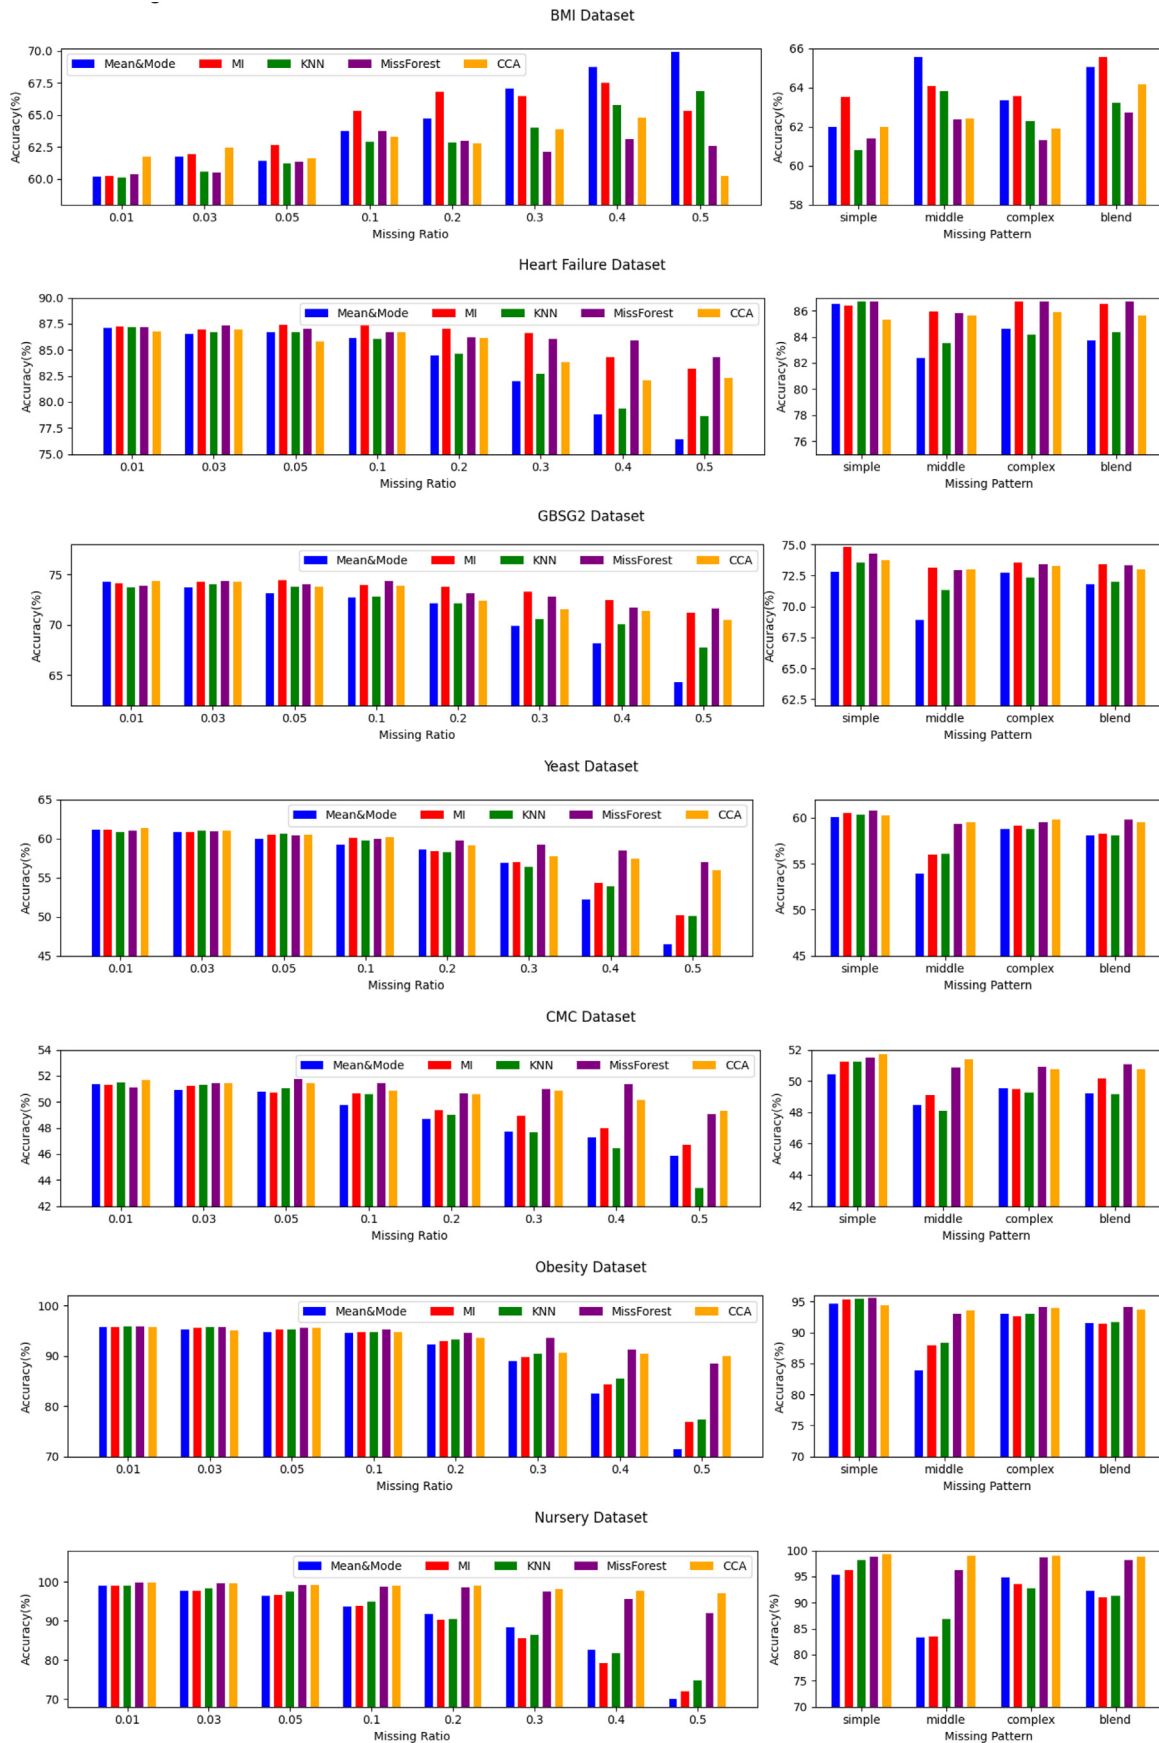 BMI Dataset
70.0
67.5
65.0
62.5
60.0
Accuracy(%)
Mean&Mode MI KNN MissForest CCA
0.01 0.03 0.05 0.1 0.2 0.3 0.4 0.5
Missing Ratio
66
64
62
60
58
Accuracy(%)
simple middle complex blend
Missing Pattern
Heart Failure Dataset
90.0
87.5
85.0
82.5
80.0
77.5
75.0
Accuracy(%)
Mean&Mode MI KNN MissForest CCA
0.01 0.03 0.05 0.1 0.2 0.3 0.4 0.5
Missing Ratio
86
84
82
80
78
76
Accuracy(%)
simple middle complex blend
Missing Pattern
GBSG2 Dataset
75
70
65
Accuracy(%)
Mean&Mode MI KNN MissForest CCA
0.01 0.03 0.05 0.1 0.2 0.3 0.4 0.5
Missing Ratio
75.0
72.5
70.0
67.5
65.0
62.5
Accuracy(%)
simple middle complex blend
Missing Pattern
Yeast Dataset
65
60
55
50
45
Accuracy(%)
Mean&Mode MI KNN MissForest CCA
0.01 0.03 0.05 0.1 0.2 0.3 0.4 0.5
Missing Ratio
60
55
50
45
Accuracy(%)
simple middle complex blend
Missing Pattern
CMC Dataset
54
52
50
48
46
44
42
Accuracy(%)
Mean&Mode MI KNN MissForest CCA
0.01 0.03 0.05 0.1 0.2 0.3 0.4 0.5
Missing Ratio
52
50
48
46
44
42
Accuracy(%)
simple middle complex blend
Missing Pattern
Obesity Dataset
100
90
80
70
Accuracy(%)
Mean&Mode MI KNN MissForest CCA
0.01 0.03 0.05 0.1 0.2 0.3 0.4 0.5
Missing Ratio
95
90
85
80
75
70
Accuracy(%)
simple middle complex blend
Missing Pattern
Nursery Dataset
100
90
80
70
Accuracy(%)
Mean&Mode MI KNN MissForest CCA
0.01 0.03 0.05 0.1 0.2 0.3 0.4 0.5
Missing Ratio
100
95
90
85
80
75
70
Accuracy(%)
simple middle complex blend
Missing Pattern